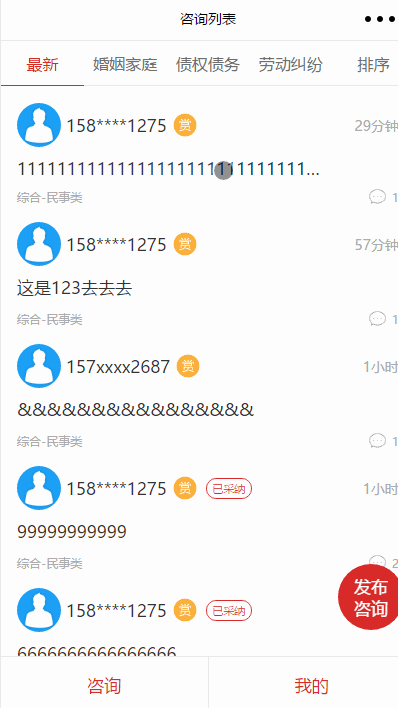 咨询列表
最新 婚姻家庭 债权债务 劳动纠纷 排序
158****1275 赏 29分钟
111111111111111111111111111111...
综合-民事类 1
158****1275 赏 57分钟
这是123去去去
综合-民事类 1
157xxxx2687 赏 1小时
&&&&&&&&&&&&&&&&
综合-民事类 1
158****1275 赏 已采纳 1小时
99999999999
综合-民事类 2
158****1275 赏 已采纳
6666666666666666
发布
咨询
咨询 我的